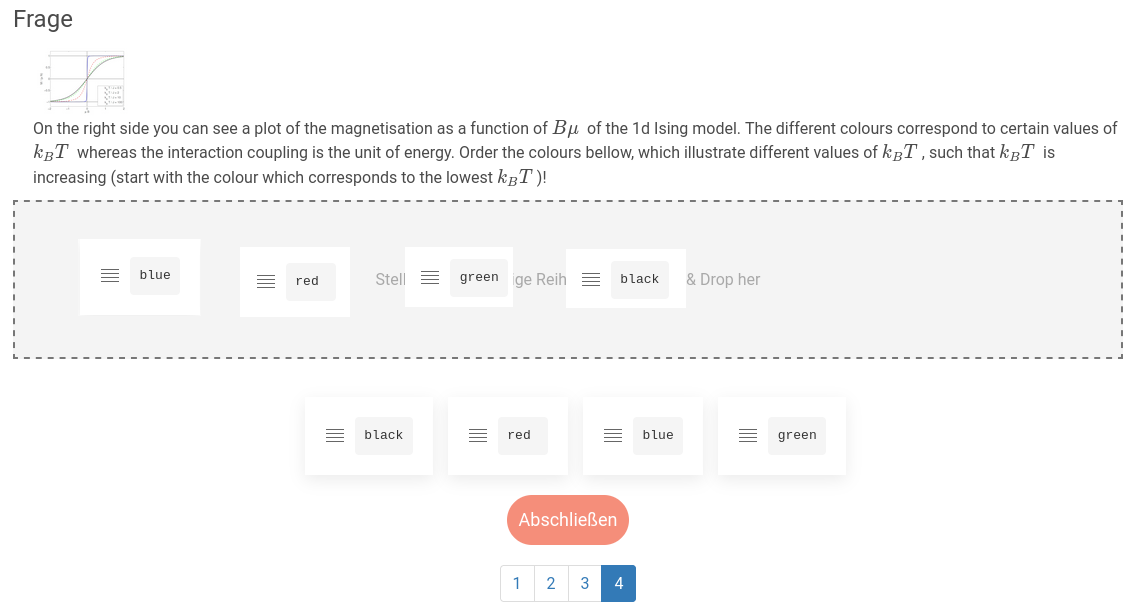 Frage
On the right side you can see a plot of the magnetisation as a function of Bμ of the 1d Ising model. The different colours correspond to certain values of
k_BT whereas the interaction coupling is the unit of energy. Order the colours bellow, which illustrate different values of k_BT , such that k_BT is
increasing (start with the colour which corresponds to the lowest k_BT )!
blue red Stell green ige Reih black & Drop her
black red blue green
Abschließen
1 2 3 4